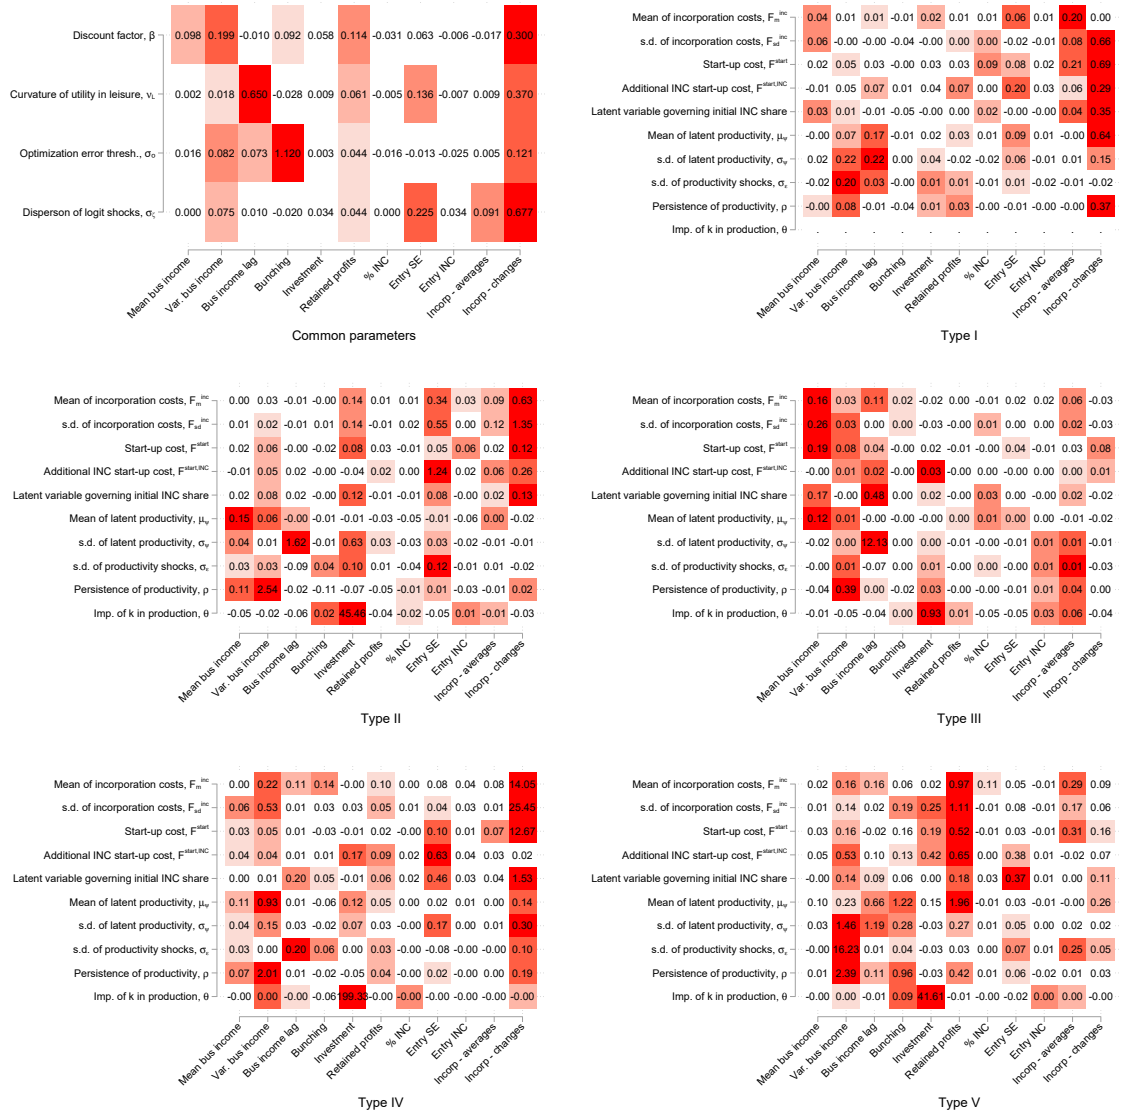 Discount factor, β 0.098 0.199 -0.010 0.092 0.058 0.114 -0.031 0.063 -0.006 -0.017 0.300
Curvature of utility in leisure, νL 0.002 0.018 0.650 -0.028 0.009 0.061 -0.005 0.136 -0.007 0.009 0.370
Optimization error thresh., σ0 0.016 0.082 0.073 1.120 0.003 0.044 -0.016 -0.013 -0.025 0.005 0.121
Disperson of logit shocks, σζ 0.000 0.075 0.010 -0.020 0.034 0.044 0.000 0.225 0.034 0.091 0.677
Mean bus income Var. bus income Bus income lag Bunching Investment Retained profits % INC Entry SE Entry INC Incorp - averages Incorp - changes
Common parameters
Mean of incorporation costs, Fm inc 0.04 0.01 0.01 -0.01 0.02 0.01 0.01 0.06 0.01 0.20 0.00
s.d. of incorporation costs, Fsd inc 0.06 -0.00 -0.00 -0.04 -0.00 0.00 0.00 -0.02 -0.01 0.08 0.66
Start-up cost, Fstart 0.02 0.05 0.03 -0.00 -0.03 0.00 0.09 0.08 0.02 0.21 0.69
Additional INC start-up cost, Fstart,INC -0.01 0.05 0.07 0.01 0.04 0.07 0.00 0.20 0.03 0.06 0.29
Latent variable governing initial INC share 0.03 0.01 -0.01 0.00 -0.00 0.00 0.02 -0.00 -0.00 0.04 0.35
Mean of latent productivity, μψ -0.00 0.07 0.17 -0.01 0.02 0.03 0.01 0.09 0.01 -0.00 0.64
s.d. of latent productivity, σψ 0.02 0.22 0.22 0.00 0.04 -0.02 -0.02 0.06 -0.01 0.01 0.15
s.d. of productivity shocks, σε -0.02 0.20 0.03 -0.00 0.01 0.01 -0.01 0.01 -0.02 -0.01 -0.02
Persistence of productivity, ρ -0.00 0.08 -0.01 -0.04 0.01 0.03 -0.00 -0.01 -0.00 -0.00 0.37
Imp. of k in production, θ . . . . . . . . . . .
Mean bus income Var. bus income Bus income lag Bunching Investment Retained profits % INC Entry SE Entry INC Incorp - averages Incorp - changes
Type I
Mean of incorporation costs, Fm inc 0.00 0.03 -0.01 -0.00 0.14 0.01 0.01 0.34 0.03 0.09 0.63
s.d. of incorporation costs, Fsd inc 0.01 0.02 -0.01 0.01 0.14 -0.01 0.02 0.55 -0.00 0.12 1.35
Start-up cost, Fstart 0.02 0.06 -0.00 -0.02 0.08 0.03 -0.01 0.05 0.06 0.02 0.12
Additional INC start-up cost, Fstart,INC -0.01 0.05 0.02 -0.00 -0.04 0.02 0.00 1.24 -0.02 0.06 0.26
Latent variable governing initial INC share 0.02 0.08 0.02 -0.00 0.12 -0.01 -0.01 0.08 -0.00 0.02 0.13
Mean of latent productivity, μψ 0.15 0.06 -0.00 -0.01 -0.01 -0.03 -0.05 -0.01 -0.06 0.00 -0.02
s.d. of latent productivity, σψ 0.04 0.01 1.62 -0.01 0.63 0.03 -0.03 0.03 -0.02 -0.01 -0.01
s.d. of productivity shocks, σε 0.03 0.03 -0.09 0.04 0.10 0.01 -0.02 0.12 -0.01 0.01 -0.02
Persistence of productivity, ρ 0.11 2.54 -0.02 -0.11 -0.07 -0.05 -0.01 0.01 -0.03 -0.01 0.02
Imp. of k in production, θ -0.05 -0.02 -0.06 0.02 45.46 -0.04 -0.02 -0.05 0.01 -0.01 -0.03
Mean bus income Var. bus income Bus income lag Bunching Investment Retained profits % INC Entry SE Entry INC Incorp - averages Incorp - changes
Type II
Mean of incorporation costs, Fm inc 0.16 0.03 0.11 0.02 -0.02 0.01 -0.01 0.02 0.02 0.06 -0.03
s.d. of incorporation costs, Fsd inc 0.26 0.03 0.00 0.00 -0.00 0.00 0.01 -0.00 0.00 0.02 -0.03
Start-up cost, Fstart 0.19 0.08 0.04 -0.01 0.02 -0.01 -0.00 0.04 -0.01 0.03 0.08
Additional INC start-up cost, Fstart,INC -0.00 0.01 0.02 0.01 0.03 0.00 -0.00 -0.00 -0.00 0.00 0.01
Latent variable governing initial INC share 0.17 -0.00 0.48 0.00 0.02 -0.00 0.03 0.00 -0.01 0.02 -0.02
Mean of latent productivity, μψ 0.12 0.01 -0.00 -0.00 -0.00 0.00 0.01 0.00 -0.00 -0.01 -0.02
s.d. of latent productivity, σψ -0.02 0.00 12.13 0.00 0.00 -0.00 -0.01 -0.00 0.01 0.01 -0.01
s.d. of productivity shocks, σε -0.00 0.01 -0.07 0.00 0.01 -0.00 0.00 -0.00 0.01 0.01 -0.03
Persistence of productivity, ρ -0.04 0.39 0.00 -0.02 0.03 -0.00 -0.00 -0.01 0.01 0.04 0.00
Imp. of k in production, θ -0.01 -0.05 -0.04 0.00 0.93 0.01 -0.05 -0.05 0.03 0.06 -0.04
Mean bus income Var. bus income Bus income lag Bunching Investment Retained profits % INC Entry SE Entry INC Incorp - averages Incorp - changes
Type III
Mean of incorporation costs, Fm inc 0.00 0.22 0.11 0.14 -0.00 0.10 -0.00 0.08 0.04 0.08 14.05
s.d. of incorporation costs, Fsd inc 0.06 0.53 0.01 0.03 0.03 0.05 0.01 0.04 0.03 0.01 25.45
Start-up cost, Fstart 0.03 0.05 0.01 -0.03 -0.01 0.02 -0.00 0.10 0.01 0.07 12.67
Additional INC start-up cost, Fstart,INC 0.04 0.04 0.01 0.01 0.17 0.09 0.02 0.63 0.04 0.03 0.02
Latent variable governing initial INC share 0.00 0.01 0.20 0.05 -0.01 0.06 0.02 0.46 0.03 0.04 1.53
Mean of latent productivity, μψ 0.11 0.93 0.01 -0.06 0.12 0.05 0.00 0.02 0.01 -0.00 0.14
s.d. of latent productivity, σψ 0.04 0.15 0.03 -0.02 0.07 0.03 -0.00 0.17 -0.00 0.01 0.30
s.d. of productivity shocks, σε 0.03 0.00 0.20 0.06 -0.00 0.03 -0.00 -0.08 -0.00 -0.00 0.10
Persistence of productivity, ρ 0.07 2.01 0.01 -0.02 -0.05 0.04 -0.00 0.02 -0.00 0.00 0.19
Imp. of k in production, θ -0.00 0.00 -0.00 -0.06 199.33 -0.00 -0.00 -0.00 -0.00 -0.00 -0.00
Mean bus income Var. bus income Bus income lag Bunching Investment Retained profits % INC Entry SE Entry INC Incorp - averages Incorp - changes
Type IV
Mean of incorporation costs, Fm inc 0.02 0.16 0.16 0.06 0.02 0.97 0.11 0.05 -0.01 0.29 0.09
s.d. of incorporation costs, Fsd inc 0.01 0.14 0.02 0.19 0.25 1.11 -0.01 0.08 -0.01 0.17 0.06
Start-up cost, Fstart 0.03 0.16 -0.02 0.16 0.19 0.52 0.00 0.01 -0.00 0.31 0.16
Additional INC start-up cost, Fstart,INC 0.05 0.53 0.10 0.13 0.42 0.65 0.00 0.38 -0.01 -0.02 0.07
Latent variable governing initial INC share -0.00 0.14 0.09 0.06 0.00 0.18 0.03 0.37 0.01 0.00 0.11
Mean of latent productivity, μψ 0.10 0.23 0.66 1.22 0.15 1.96 -0.01 0.03 -0.00 -0.00 0.26
s.d. of latent productivity, σψ -0.03 1.46 1.19 0.28 -0.03 0.27 0.01 0.05 -0.00 0.02 0.02
s.d. of productivity shocks, σε -0.00 16.23 0.01 0.04 -0.03 -0.03 0.00 0.07 0.01 0.25 0.05
Persistence of productivity, ρ 0.01 2.39 0.11 0.96 -0.03 0.42 -0.01 0.06 -0.02 0.01 0.03
Imp. of k in production, θ -0.00 0.00 -0.01 0.09 41.61 -0.01 -0.00 -0.02 0.00 0.00 -0.00
Mean bus income Var. bus income Bus income lag Bunching Investment Retained profits % INC Entry SE Entry INC Incorp - averages Incorp - changes
Type V